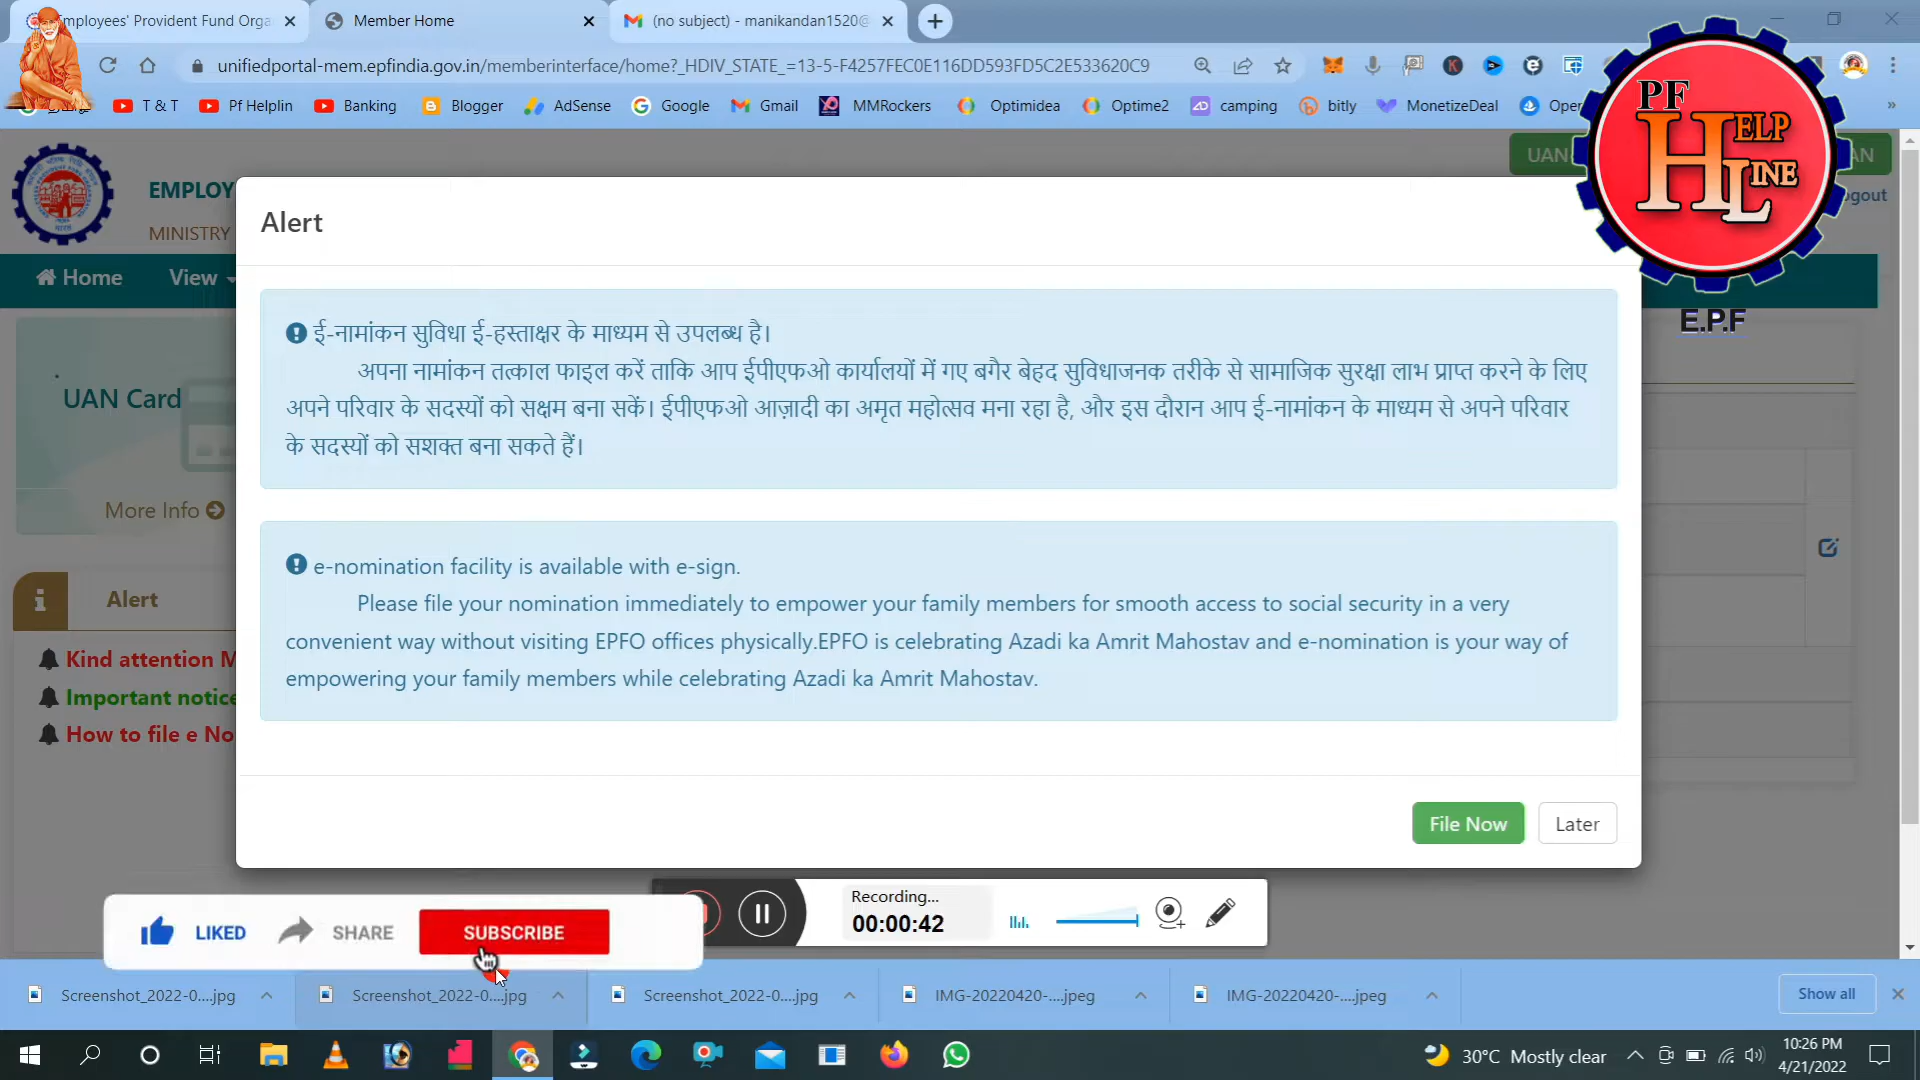 Employees' Provident Fund Orga
Member Home
(no subject) - manikandan1520@
unifiedportal-mem.epfindia.gov.in/memberinterface/home?_HDIV_STATE_=13-5-F4257FEC0E116DD593FD5C2E533620C9
T & T
Pf Helplin
Banking
Blogger
AdSense
Google
Gmail
MMRockers
Optimidea
Optime2
camping
bitly
MonetizeDeal
Oper
PF
HELP
LINE
E.P.F
UAN
AN
EMPLOY
MINISTRY
ogout
Home
View
Alert
ई-नामांकन सुविधा ई-हस्ताक्षर के माध्यम से उपलब्ध है।
अपना नामांकन तत्काल फाइल करें ताकि आप ईपीएफओ कार्यालयों में गए बगैर बेहद सुविधाजनक तरीके से सामाजिक सुरक्षा लाभ प्राप्त करने के लिए
अपने परिवार के सदस्यों को सक्षम बना सकें। ईपीएफओ आज़ादी का अमृत महोत्सव मना रहा है, और इस दौरान आप ई-नामांकन के माध्यम से अपने परिवार
के सदस्यों को सशक्त बना सकते हैं।
UAN Card
More Info
e-nomination facility is available with e-sign.
Please file your nomination immediately to empower your family members for smooth access to social security in a very
convenient way without visiting EPFO offices physically.EPFO is celebrating Azadi ka Amrit Mahostav and e-nomination is your way of
empowering your family members while celebrating Azadi ka Amrit Mahostav.
Alert
Kind attention M
Important notice
How to file e No
File Now
Later
Recording...
00:00:42
LIKED
SHARE
SUBSCRIBE
Screenshot_2022-0....jpg
Screenshot_2022-0....jpg
Screenshot_2022-0....jpg
IMG-20220420-....jpeg
IMG-20220420-....jpeg
Show all
30°C Mostly clear
10:26 PM
4/21/2022